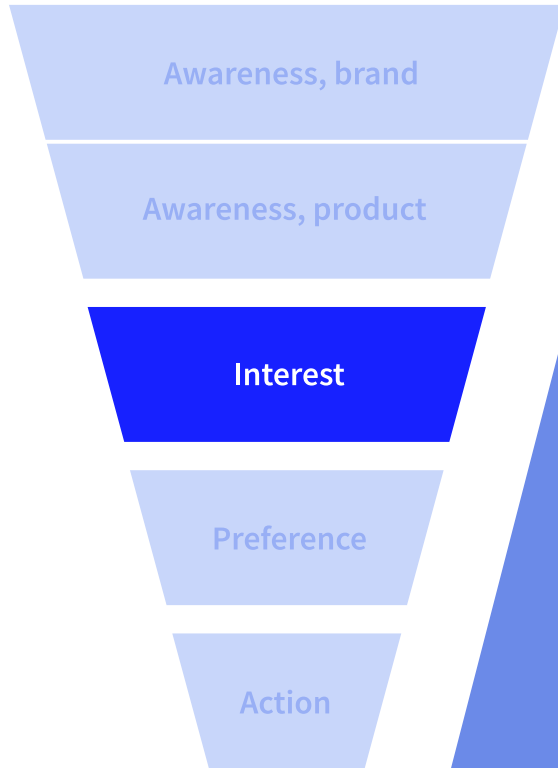 Awareness, brand
Awareness, product
Interest
Preference
Action